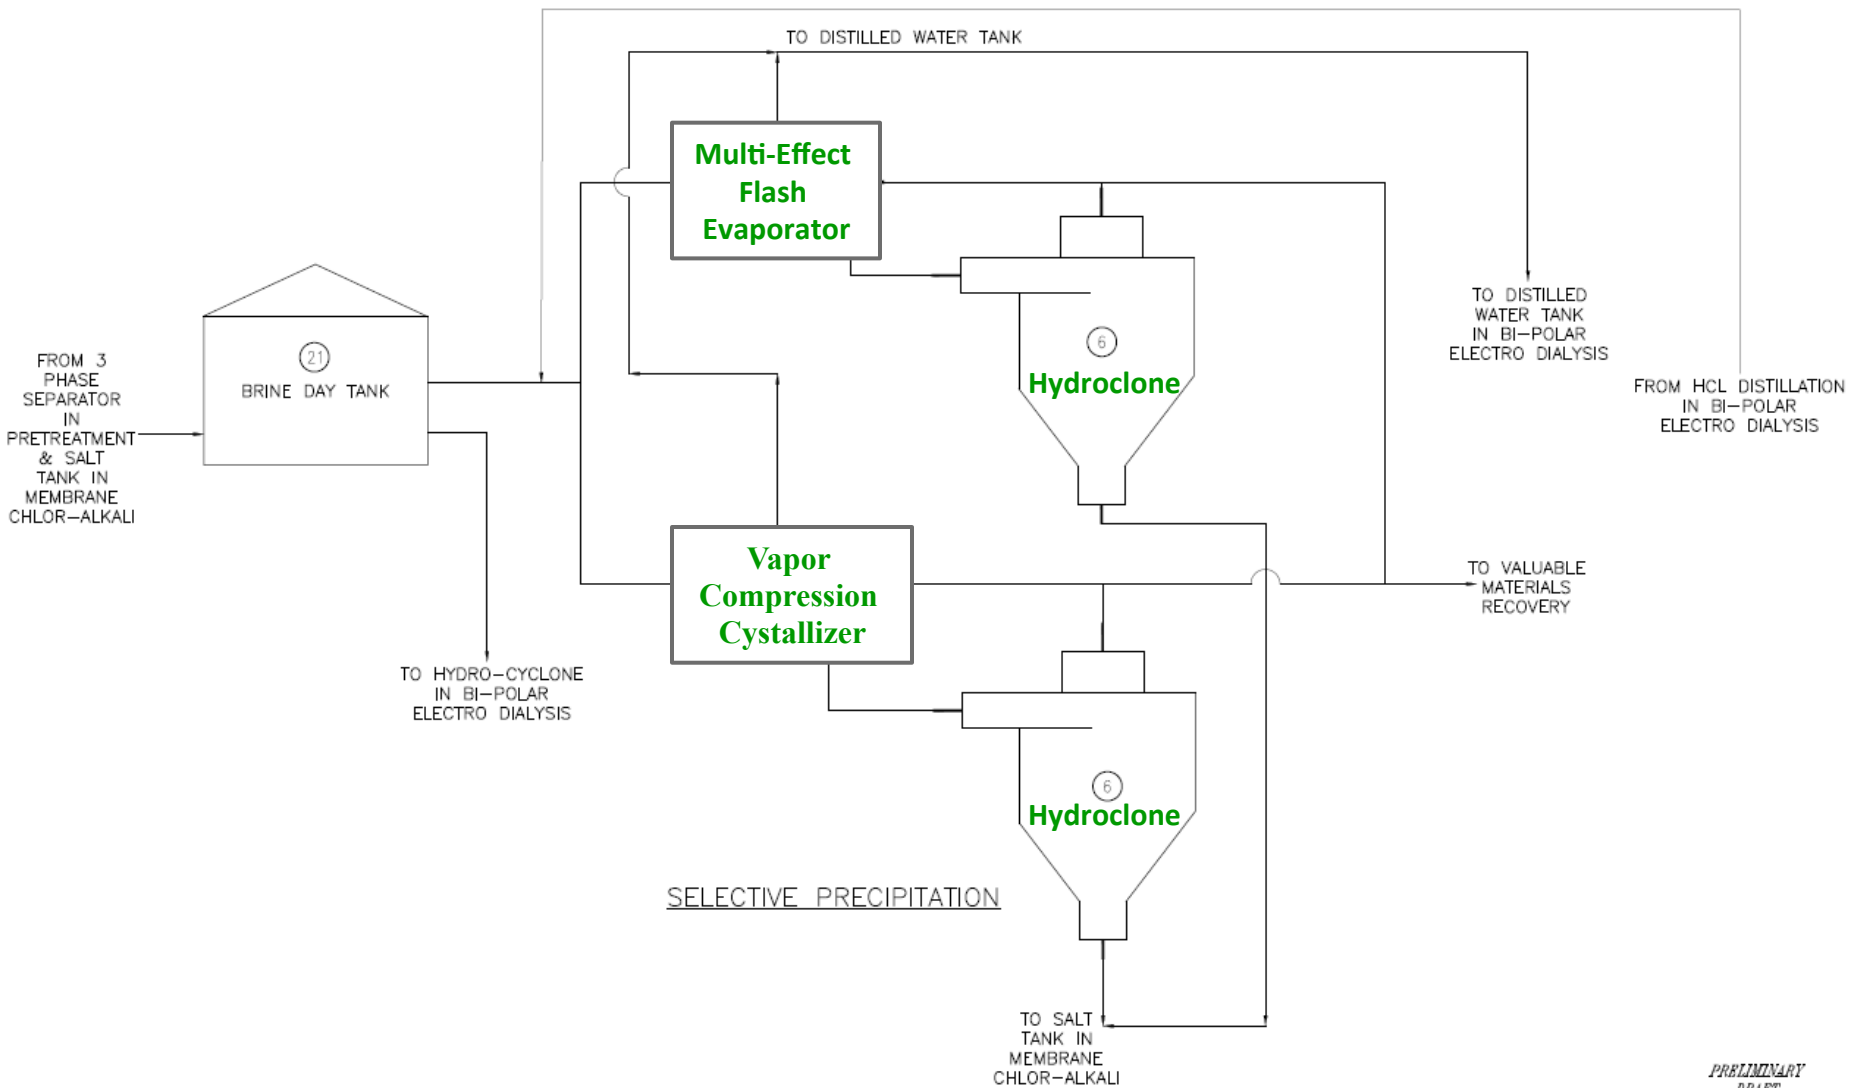 TO DISTILLED WATER TANK
Multi-Effect
Flash
Evaporator
TO DISTILLED
WATER TANK
IN BI-POLAR
ELECTRO DIALYSIS
FROM HCL DISTILLATION
IN BI-POLAR
ELECTRO DIALYSIS
FROM 3
PHASE
SEPARATOR
IN
PRETREATMENT
& SALT
TANK IN
MEMBRANE
CHLOR-ALKALI
21
BRINE DAY TANK
6
Hydroclone
Vapor
Compression
Cystallizer
TO VALUABLE
MATERIALS
RECOVERY
TO HYDRO-CYCLONE
IN BI-POLAR
ELECTRO DIALYSIS
6
Hydroclone
SELECTIVE PRECIPITATION
TO SALT
TANK IN
MEMBRANE
CHLOR-ALKALI
PRELIMINARY
DRAFT